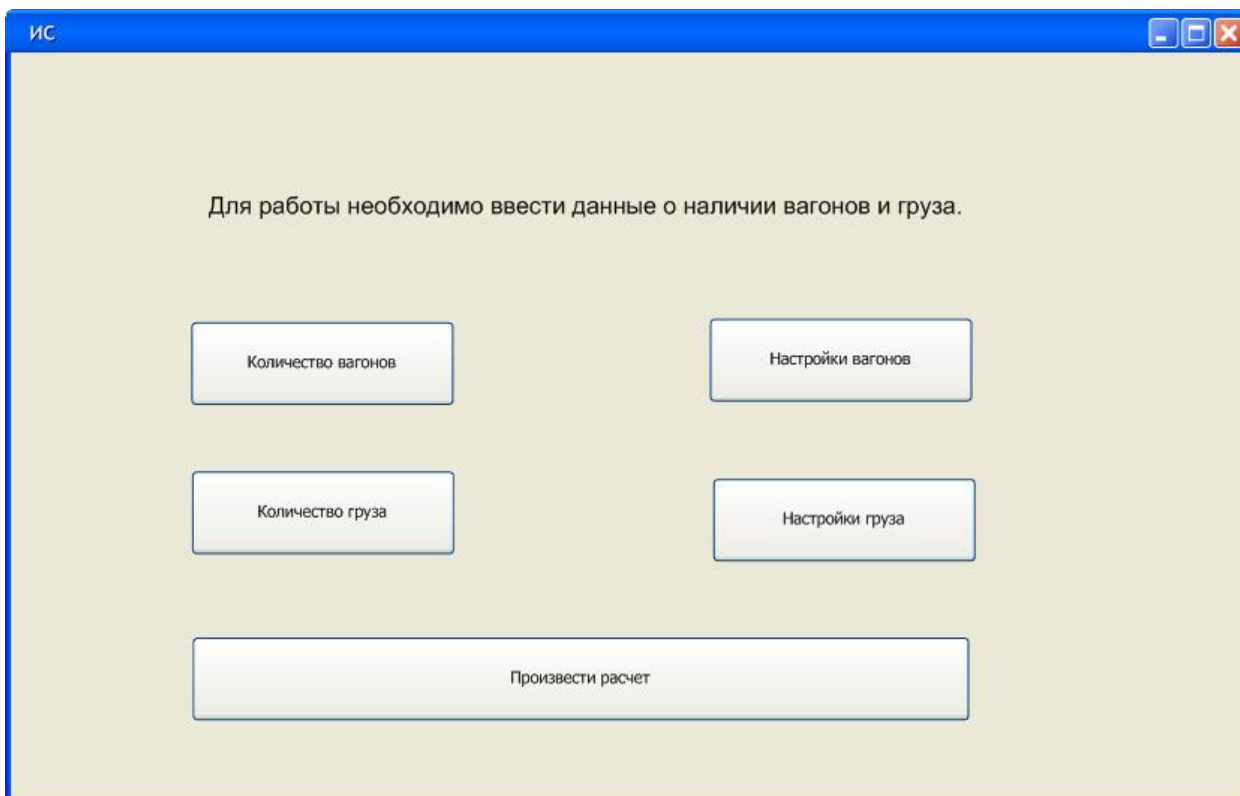 ИС
Для работы необходимо ввести данные о наличии вагонов и груза.
Количество вагонов
Настройки вагонов
Количество груза
Настройки груза
Произвести расчет